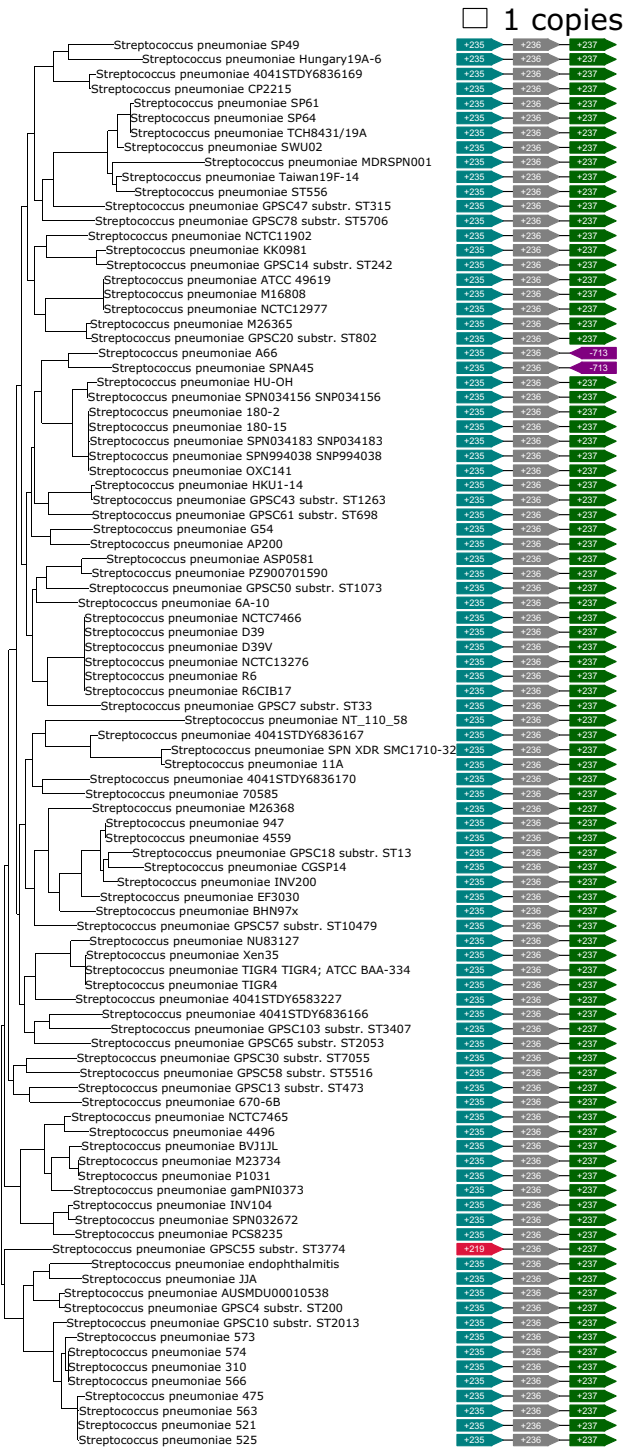 1 copies
Streptococcus pneumoniae SP49 +235 +236 +237
Streptococcus pneumoniae Hungary19A-6 +235 +236 +237
Streptococcus pneumoniae 4041STDY6836169 +235 +236 +237
Streptococcus pneumoniae CP2215 +235 +236 +237
Streptococcus pneumoniae SP61 +235 +236 +237
Streptococcus pneumoniae SP64 +235 +236 +237
Streptococcus pneumoniae TCH8431/19A +235 +236 +237
Streptococcus pneumoniae SWU02 +235 +236 +237
Streptococcus pneumoniae MDRSPN001 +235 +236 +237
Streptococcus pneumoniae Taiwan19F-14 +235 +236 +237
Streptococcus pneumoniae ST556 +235 +236 +237
Streptococcus pneumoniae GPSC47 substr. ST315 +235 +236 +237
Streptococcus pneumoniae GPSC78 substr. ST5706 +235 +236 +237
Streptococcus pneumoniae NCTC11902 +235 +236 +237
Streptococcus pneumoniae KK0981 +235 +236 +237
Streptococcus pneumoniae GPSC14 substr. ST242 +235 +236 +237
Streptococcus pneumoniae ATCC 49619 +235 +236 +237
Streptococcus pneumoniae M16808 +235 +236 +237
Streptococcus pneumoniae NCTC12977 +235 +236 +237
Streptococcus pneumoniae M26365 +235 +236 +237
Streptococcus pneumoniae GPSC20 substr. ST802 +235 +236 +237
Streptococcus pneumoniae A66 +235 +236 -713
Streptococcus pneumoniae SPNA45 +235 +236 -713
Streptococcus pneumoniae HU-OH +235 +236 +237
Streptococcus pneumoniae SPN034156 SNP034156 +235 +236 +237
Streptococcus pneumoniae 180-2 +235 +236 +237
Streptococcus pneumoniae 180-15 +235 +236 +237
Streptococcus pneumoniae SPN034183 SNP034183 +235 +236 +237
Streptococcus pneumoniae SPN994038 SNP994038 +235 +236 +237
Streptococcus pneumoniae OXC141 +235 +236 +237
Streptococcus pneumoniae HKU1-14 +235 +236 +237
Streptococcus pneumoniae GPSC43 substr. ST1263 +235 +236 +237
Streptococcus pneumoniae GPSC61 substr. ST698 +235 +236 +237
Streptococcus pneumoniae G54 +235 +236 +237
Streptococcus pneumoniae AP200 +235 +236 +237
Streptococcus pneumoniae ASP0581 +235 +236 +237
Streptococcus pneumoniae PZ900701590 +235 +236 +237
Streptococcus pneumoniae GPSC50 substr. ST1073 +235 +236 +237
Streptococcus pneumoniae 6A-10 +235 +236 +237
Streptococcus pneumoniae NCTC7466 +235 +236 +237
Streptococcus pneumoniae D39 +235 +236 +237
Streptococcus pneumoniae D39V +235 +236 +237
Streptococcus pneumoniae NCTC13276 +235 +236 +237
Streptococcus pneumoniae R6 +235 +236 +237
Streptococcus pneumoniae R6CIB17 +235 +236 +237
Streptococcus pneumoniae GPSC7 substr. ST33 +235 +236 +237
Streptococcus pneumoniae NT_110_58 +235 +236 +237
Streptococcus pneumoniae 4041STDY6836167 +235 +236 +237
Streptococcus pneumoniae SPN XDR SMC1710-32 +235 +236 +237
Streptococcus pneumoniae 11A +235 +236 +237
Streptococcus pneumoniae 4041STDY6836170 +235 +236 +237
Streptococcus pneumoniae 70585 +235 +236 +237
Streptococcus pneumoniae M26368 +235 +236 +237
Streptococcus pneumoniae 947 +235 +236 +237
Streptococcus pneumoniae 4559 +235 +236 +237
Streptococcus pneumoniae GPSC18 substr. ST13 +235 +236 +237
Streptococcus pneumoniae CGSP14 +235 +236 +237
Streptococcus pneumoniae INV200 +235 +236 +237
Streptococcus pneumoniae EF3030 +235 +236 +237
Streptococcus pneumoniae BHN97x +235 +236 +237
Streptococcus pneumoniae GPSC57 substr. ST10479 +235 +236 +237
Streptococcus pneumoniae NU83127 +235 +236 +237
Streptococcus pneumoniae Xen35 +235 +236 +237
Streptococcus pneumoniae TIGR4 TIGR4; ATCC BAA-334 +235 +236 +237
Streptococcus pneumoniae TIGR4 +235 +236 +237
Streptococcus pneumoniae 4041STDY6583227 +235 +236 +237
Streptococcus pneumoniae 4041STDY6836166 +235 +236 +237
Streptococcus pneumoniae GPSC103 substr. ST3407 +235 +236 +237
Streptococcus pneumoniae GPSC65 substr. ST2053 +235 +236 +237
Streptococcus pneumoniae GPSC30 substr. ST7055 +235 +236 +237
Streptococcus pneumoniae GPSC58 substr. ST5516 +235 +236 +237
Streptococcus pneumoniae GPSC13 substr. ST473 +235 +236 +237
Streptococcus pneumoniae 670-6B +235 +236 +237
Streptococcus pneumoniae NCTC7465 +235 +236 +237
Streptococcus pneumoniae 4496 +235 +236 +237
Streptococcus pneumoniae BVJ1JL +235 +236 +237
Streptococcus pneumoniae M23734 +235 +236 +237
Streptococcus pneumoniae P1031 +235 +236 +237
Streptococcus pneumoniae gamPNI0373 +235 +236 +237
Streptococcus pneumoniae INV104 +235 +236 +237
Streptococcus pneumoniae SPN032672 +235 +236 +237
Streptococcus pneumoniae PCS8235 +235 +236 +237
Streptococcus pneumoniae GPSC55 substr. ST3774 +219 +236 +237
Streptococcus pneumoniae endophthalmitis +235 +236 +237
Streptococcus pneumoniae JJA +235 +236 +237
Streptococcus pneumoniae AUSMDU00010538 +235 +236 +237
Streptococcus pneumoniae GPSC4 substr. ST200 +235 +236 +237
Streptococcus pneumoniae GPSC10 substr. ST2013 +235 +236 +237
Streptococcus pneumoniae 573 +235 +236 +237
Streptococcus pneumoniae 574 +235 +236 +237
Streptococcus pneumoniae 310 +235 +236 +237
Streptococcus pneumoniae 566 +235 +236 +237
Streptococcus pneumoniae 475 +235 +236 +237
Streptococcus pneumoniae 563 +235 +236 +237
Streptococcus pneumoniae 521 +235 +236 +237
Streptococcus pneumoniae 525 +235 +236 +237